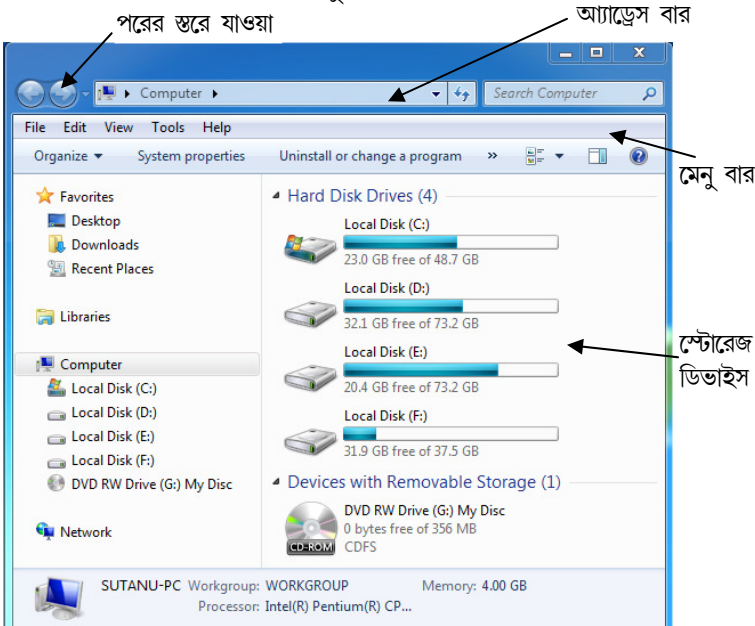 পরের স্তরে যাওয়া
অ্যাড্রেস বার
Computer
Search Computer
File Edit View Tools Help
মেনু বার
Organize System properties Uninstall or change a program »
Favorites
Desktop
Downloads
Recent Places
Libraries
Computer
Local Disk (C:)
Local Disk (D:)
Local Disk (E:)
Local Disk (F:)
DVD RW Drive (G:) My Disc
Network
Hard Disk Drives (4)
Local Disk (C:)
23.0 GB free of 48.7 GB
Local Disk (D:)
32.1 GB free of 73.2 GB
Local Disk (E:)
20.4 GB free of 73.2 GB
Local Disk (F:)
31.9 GB free of 37.5 GB
স্টোরেজ
ডিভাইস
Devices with Removable Storage (1)
DVD RW Drive (G:) My Disc
0 bytes free of 356 MB
CD-ROM CDFS
SUTANU-PC Workgroup: WORKGROUP Memory: 4.00 GB
Processor: Intel(R) Pentium(R) CP...